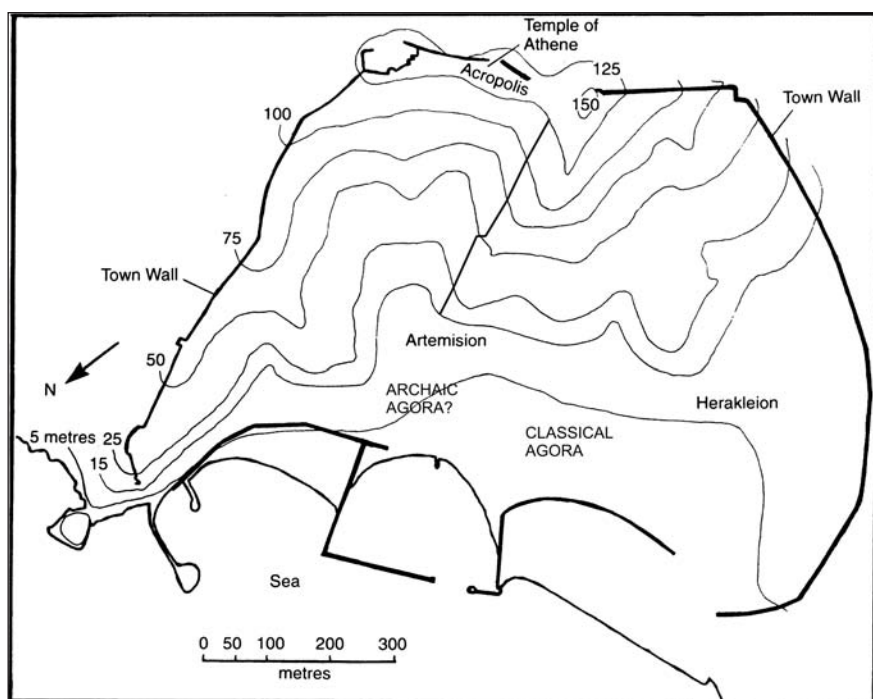 Temple of
Athene
Acropolis
125
150
100
Town Wall
75
Town Wall
Artemision
50
N
ARCHAIC
AGORA?
Herakleion
5 metres
25
15
CLASSICAL
AGORA
Sea
0 50 100 200 300
metres